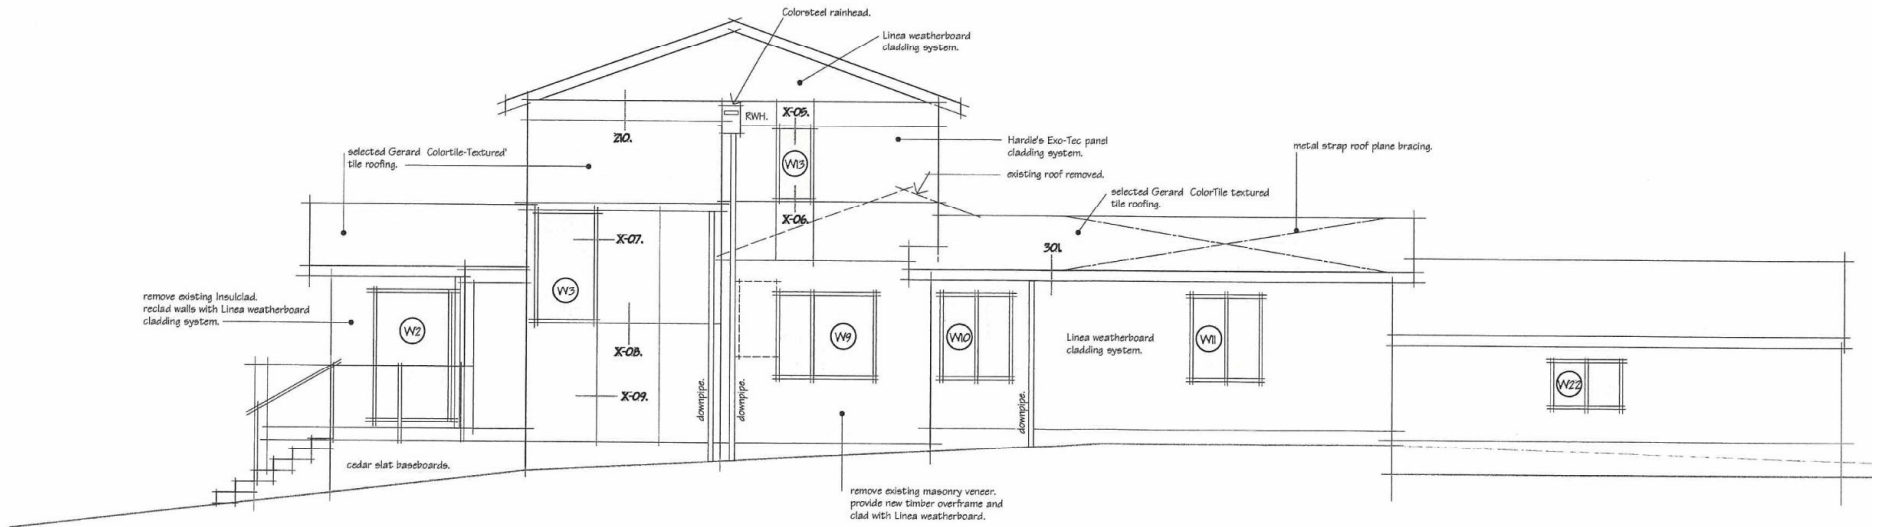 Colorsteel rainhead.
Linea weatherboard
cladding system.
RWH.
X-05.
210.
selected Gerard Colortile-Textured'
tile roofing.
W13
Hardie's Exo-Tec panel
cladding system.
existing roof removed.
metal strap roof plane bracing.
selected Gerard ColorTile textured
tile roofing.
X-06.
X-07.
301.
W3
remove existing Insulclad.
reclad walls with Linea weatherboard
cladding system.
W2
X-08.
X-09.
W9
W10
Linea weatherboard
cladding system.
W11
W22
downpipe.
downpipe.
downpipe.
cedar slat baseboards.
remove existing masonry veneer.
provide new timber overframe and
clad with Linea weatherboard.